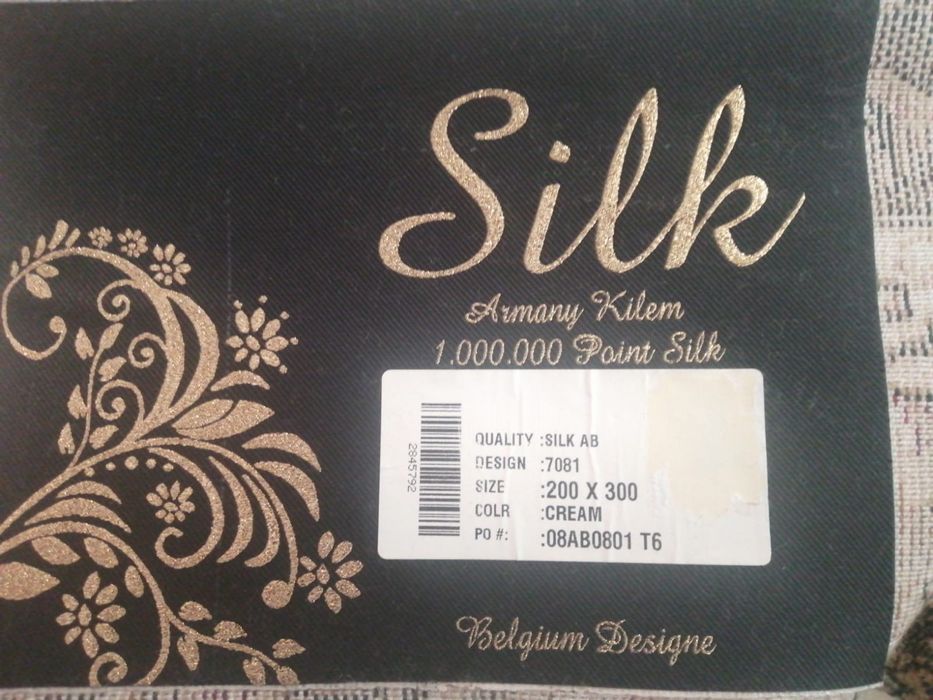 Silk
Armany Kilem
1.000.000 Point Silk
2845792
QUALITY :SILK AB
DESIGN :7081
SIZE :200 X 300
COLR :CREAM
PO #: :08AB0801 T6
Belgium Designe